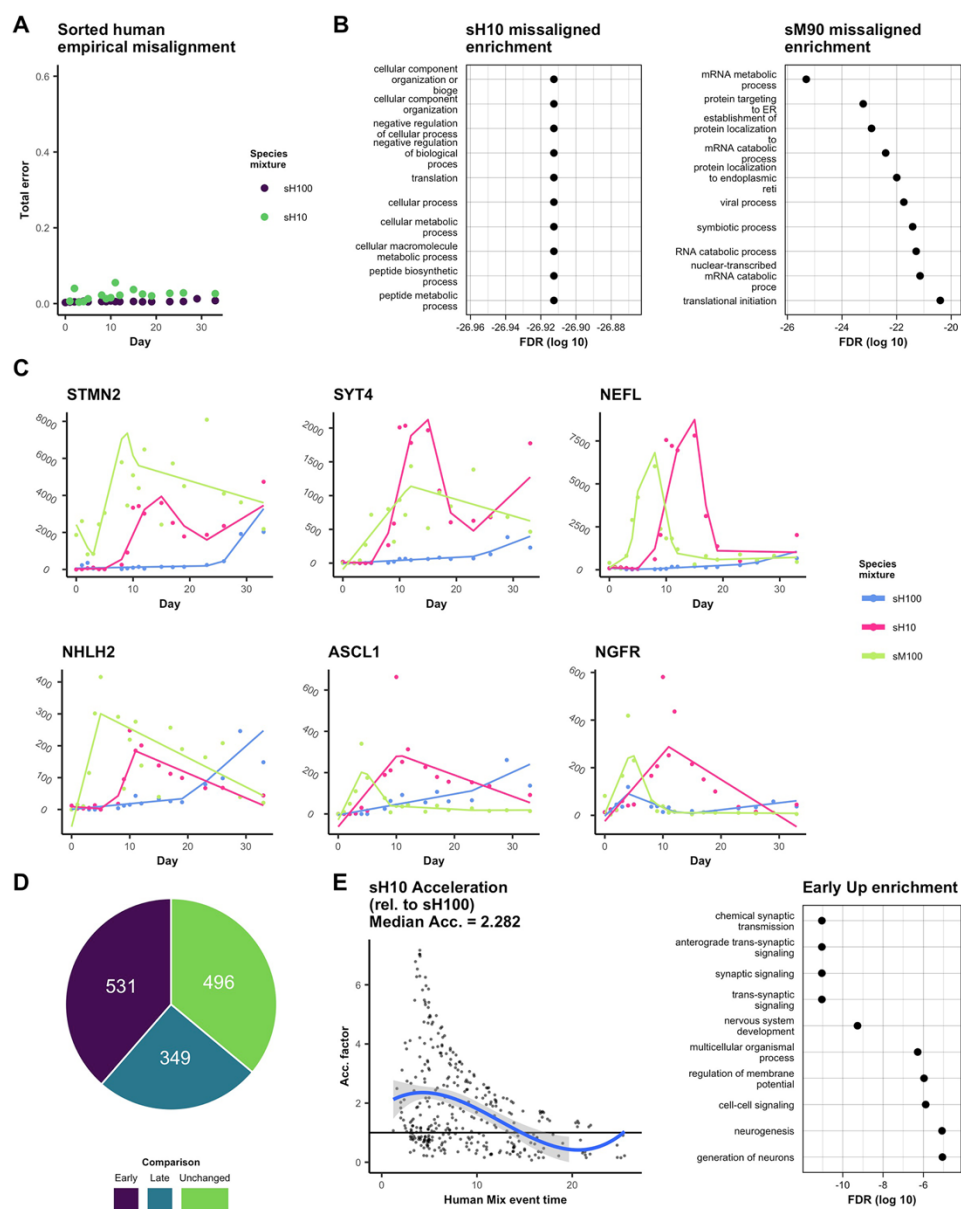 A
Sorted human
empirical misalignment
0.6
0.4
0.2
0.0
Total error
0
10
20
30
Day
Species
mixture
sH100
sH10
B
sH10 missaligned
enrichment
cellular component
organization or
bioge
cellular component
organization
negative regulation
of cellular process
negative regulation
of biological
proces
translation
cellular process
cellular metabolic
process
cellular macromolecule
metabolic process
peptide biosynthetic
process
peptide metabolic
process
-26.96
-26.94
-26.92
-26.90
-26.88
FDR (log 10)
sM90 missaligned
enrichment
mRNA metabolic
process
protein targeting
to ER
establishment of
protein localization
to
mRNA catabolic
process
protein localization
to endoplasmic
reti
viral process
symbiotic process
RNA catabolic process
nuclear-transcribed
mRNA catabolic
proce
translational initiation
-26
-24
-22
-20
FDR (log 10)
C
STMN2
8000
6000
4000
2000
0
0
10
20
30
Day
SYT4
2000
1500
1000
500
0
0
10
20
30
Day
NEFL
7500
5000
2500
0
0
10
20
30
Day
Species
mixture
sH100
sH10
sM100
NHLH2
400
300
200
100
0
0
10
20
30
Day
ASCL1
600
400
200
0
0
10
20
30
Day
NGFR
600
400
200
0
0
10
20
30
Day
D
531
496
349
Comparison
Early
Late
Unchanged
E
sH10 Acceleration
(rel. to sH100)
Median Acc. = 2.282
6
4
2
0
Acc. factor
0
10
20
Human Mix event time
Early Up enrichment
chemical synaptic
transmission
anterograde trans-synaptic
signaling
synaptic signaling
trans-synaptic
signaling
nervous system
development
multicellular organismal
process
regulation of membrane
potential
cell-cell signaling
neurogenesis
generation of neurons
-10
-8
-6
FDR (log 10)